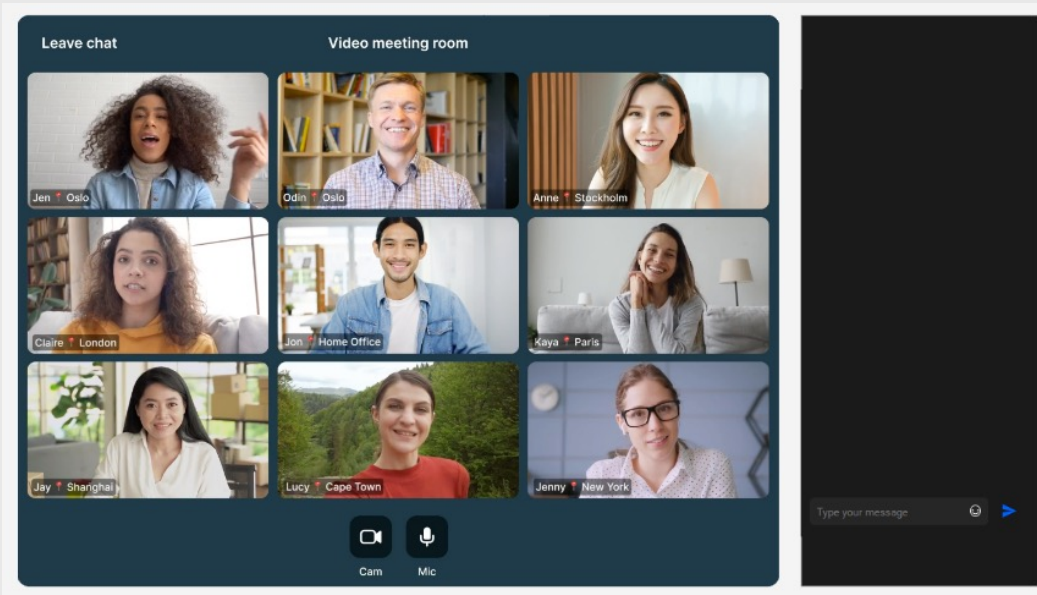 Leave chat
Video meeting room
Jen 📍 Oslo
Odin 📍 Oslo
Anne 📍 Stockholm
Claire 📍 London
Jon 📍 Home Office
Kaya 📍 Paris
Jay 📍 Shanghai
Lucy 📍 Cape Town
Jenny 📍 New York
Type your message
Cam
Mic